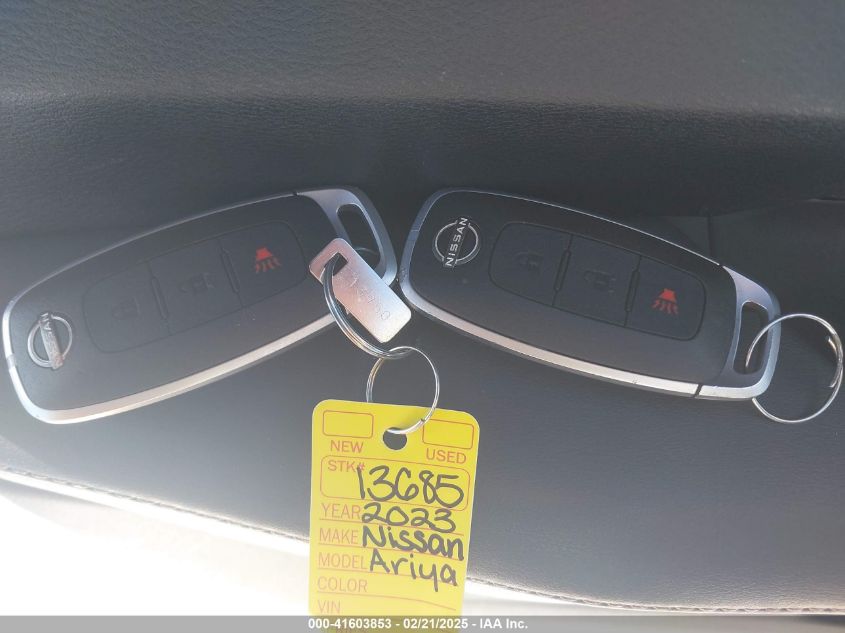 NISSAN
NISSAN
NEW USED
STK# 13685
YEAR 2023
MAKE Nissan
MODEL Ariya
COLOR
VIN
000-41603853 - 02/21/2025 - IAA Inc.